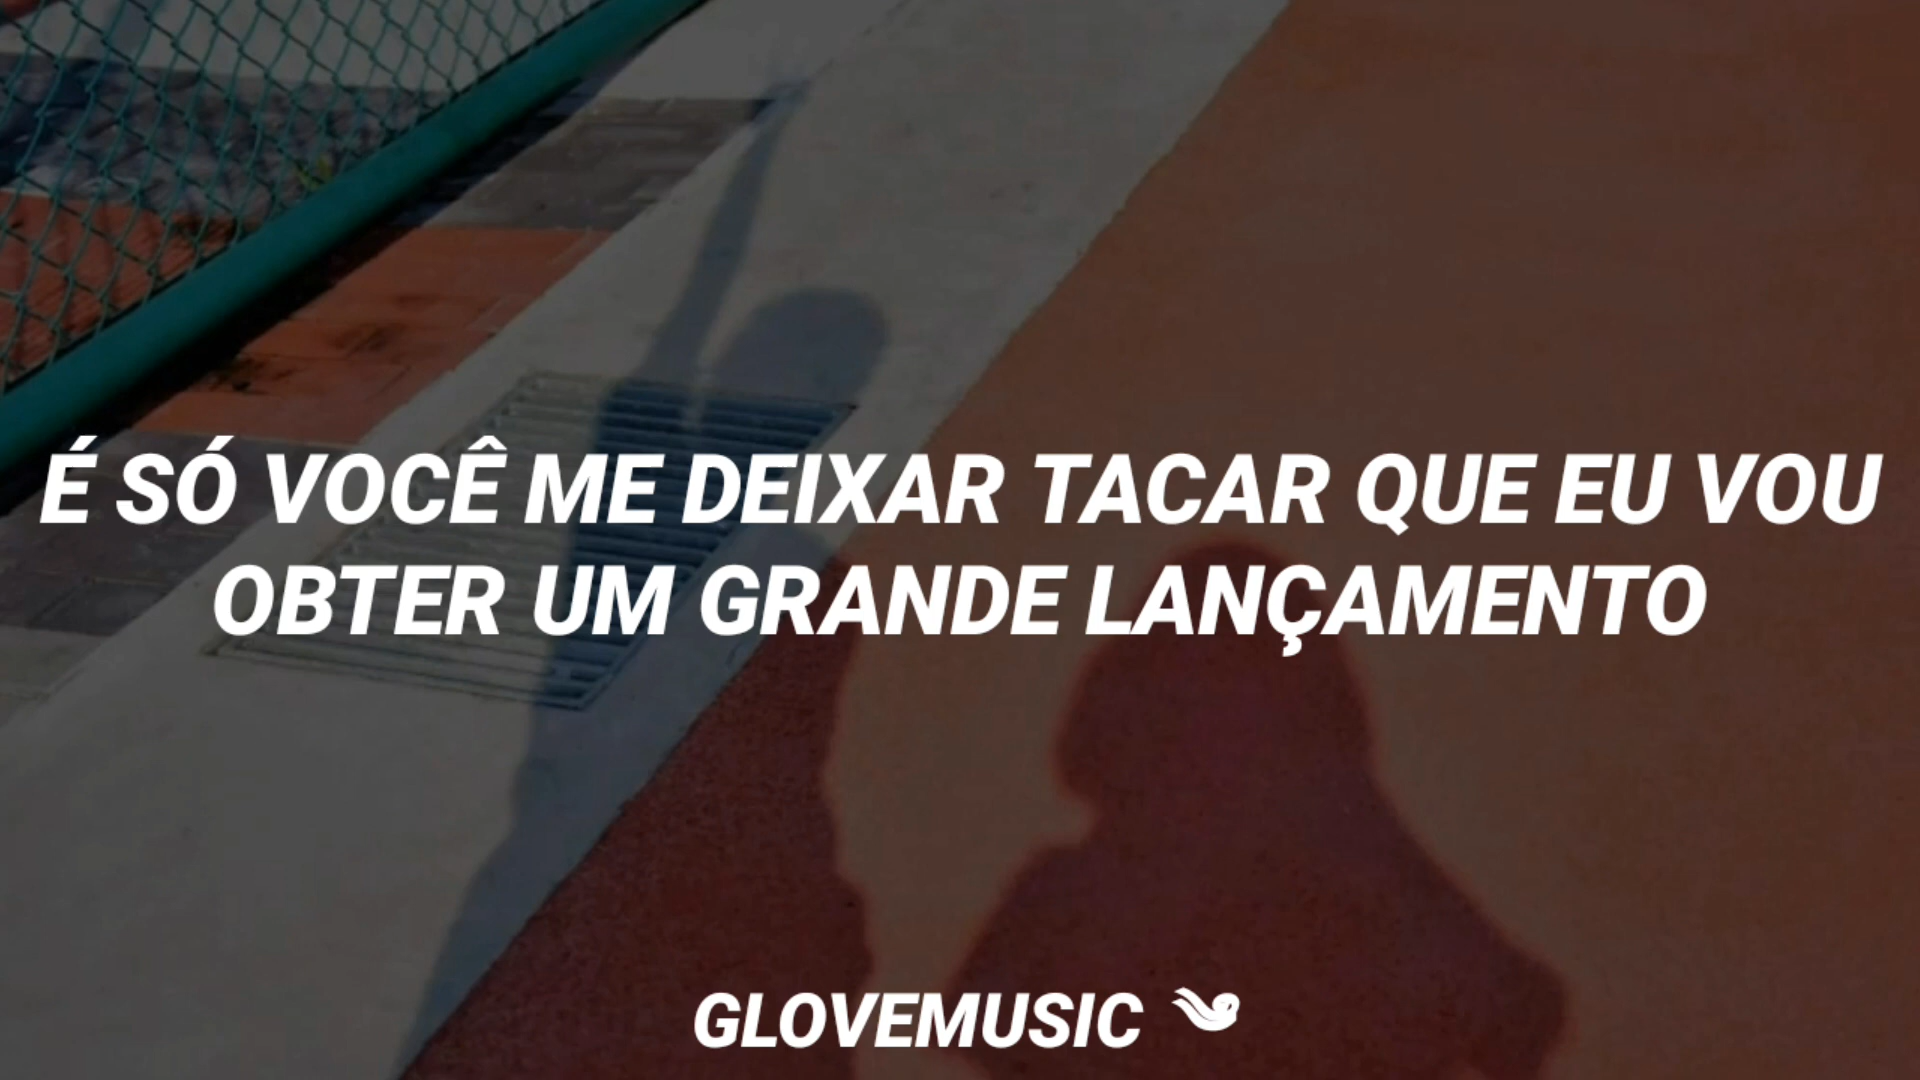 É SÓ VOCÊ ME DEIXAR TACAR QUE EU VOU
OBTER UM GRANDE LANÇAMENTO
GLOVEMUSIC